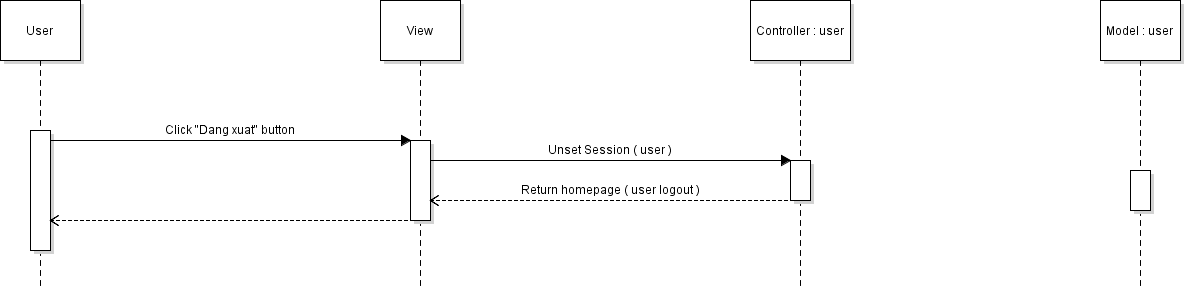 User
View
Controller : user
Model : user
Click "Dang xuat" button
Unset Session ( user )
Return homepage ( user logout )